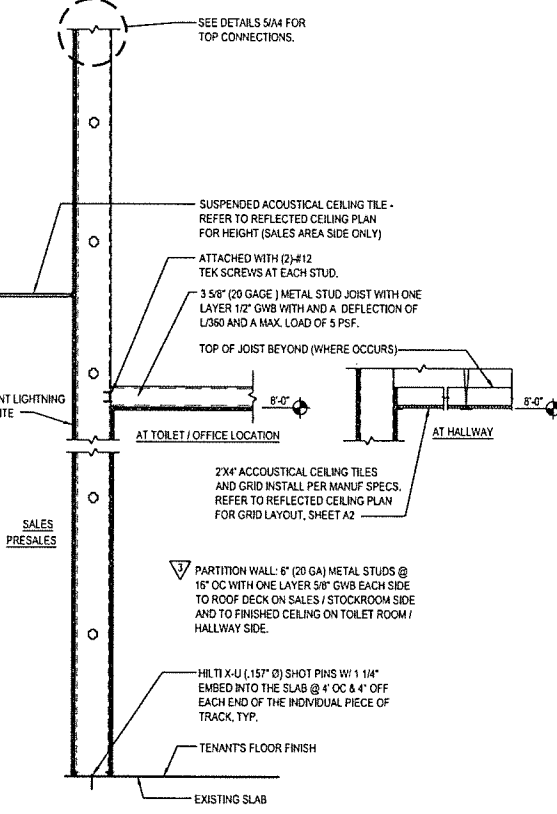 SEE DETAILS 5/A4 FOR
TOP CONNECTIONS.
SUSPENDED ACOUSTICAL CEILING TILE -
REFER TO REFLECTED CEILING PLAN
FOR HEIGHT (SALES AREA SIDE ONLY)
ATTACHED WITH (2)-#12
TEK SCREWS AT EACH STUD.
3 5/8" (20 GAGE ) METAL STUD JOIST WITH ONE
LAYER 1/2" GWB WITH AND A DEFLECTION OF
L/360 AND A MAX. LOAD OF 5 PSF.
TOP OF JOIST BEYOND (WHERE OCCURS)
NT LIGHTNING
ITE
8'-0"
8'-0"
AT TOILET / OFFICE LOCATION
AT HALLWAY
2'X4' ACCOUSTICAL CEILING TILES
AND GRID INSTALL PER MANUF SPECS.
REFER TO REFLECTED CEILING PLAN
FOR GRID LAYOUT, SHEET A2
SALES
PRESALES
3
PARTITION WALL: 6" (20 GA) METAL STUDS @
16" OC WITH ONE LAYER 5/8" GWB EACH SIDE
TO ROOF DECK ON SALES / STOCKROOM SIDE
AND TO FINISHED CEILING ON TOILET ROOM /
HALLWAY SIDE.
HILTI X-U (.157" Ø) SHOT PINS W/ 1 1/4"
EMBED INTO THE SLAB @ 4' OC & 4" OFF
EACH END OF THE INDIVIDUAL PIECE OF
TRACK, TYP.
TENANT'S FLOOR FINISH
EXISTING SLAB